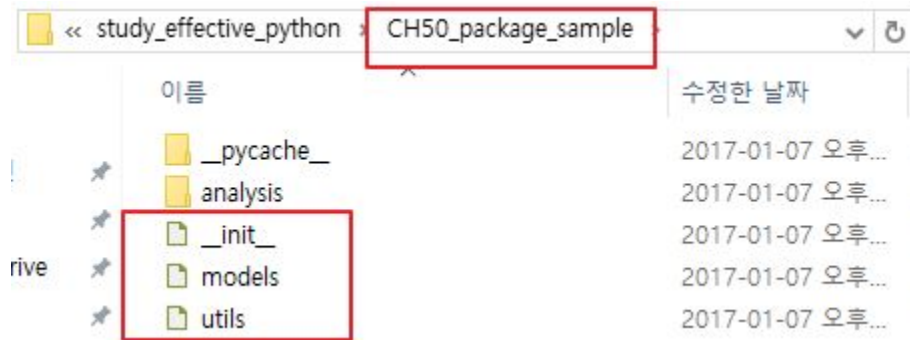 « study_effective_python › CH50_package_sample
이름 수정한 날짜
__pycache__ 2017-01-07 오후...
analysis 2017-01-07 오후...
__init__ 2017-01-07 오후...
models 2017-01-07 오후...
rive
utils 2017-01-07 오후...